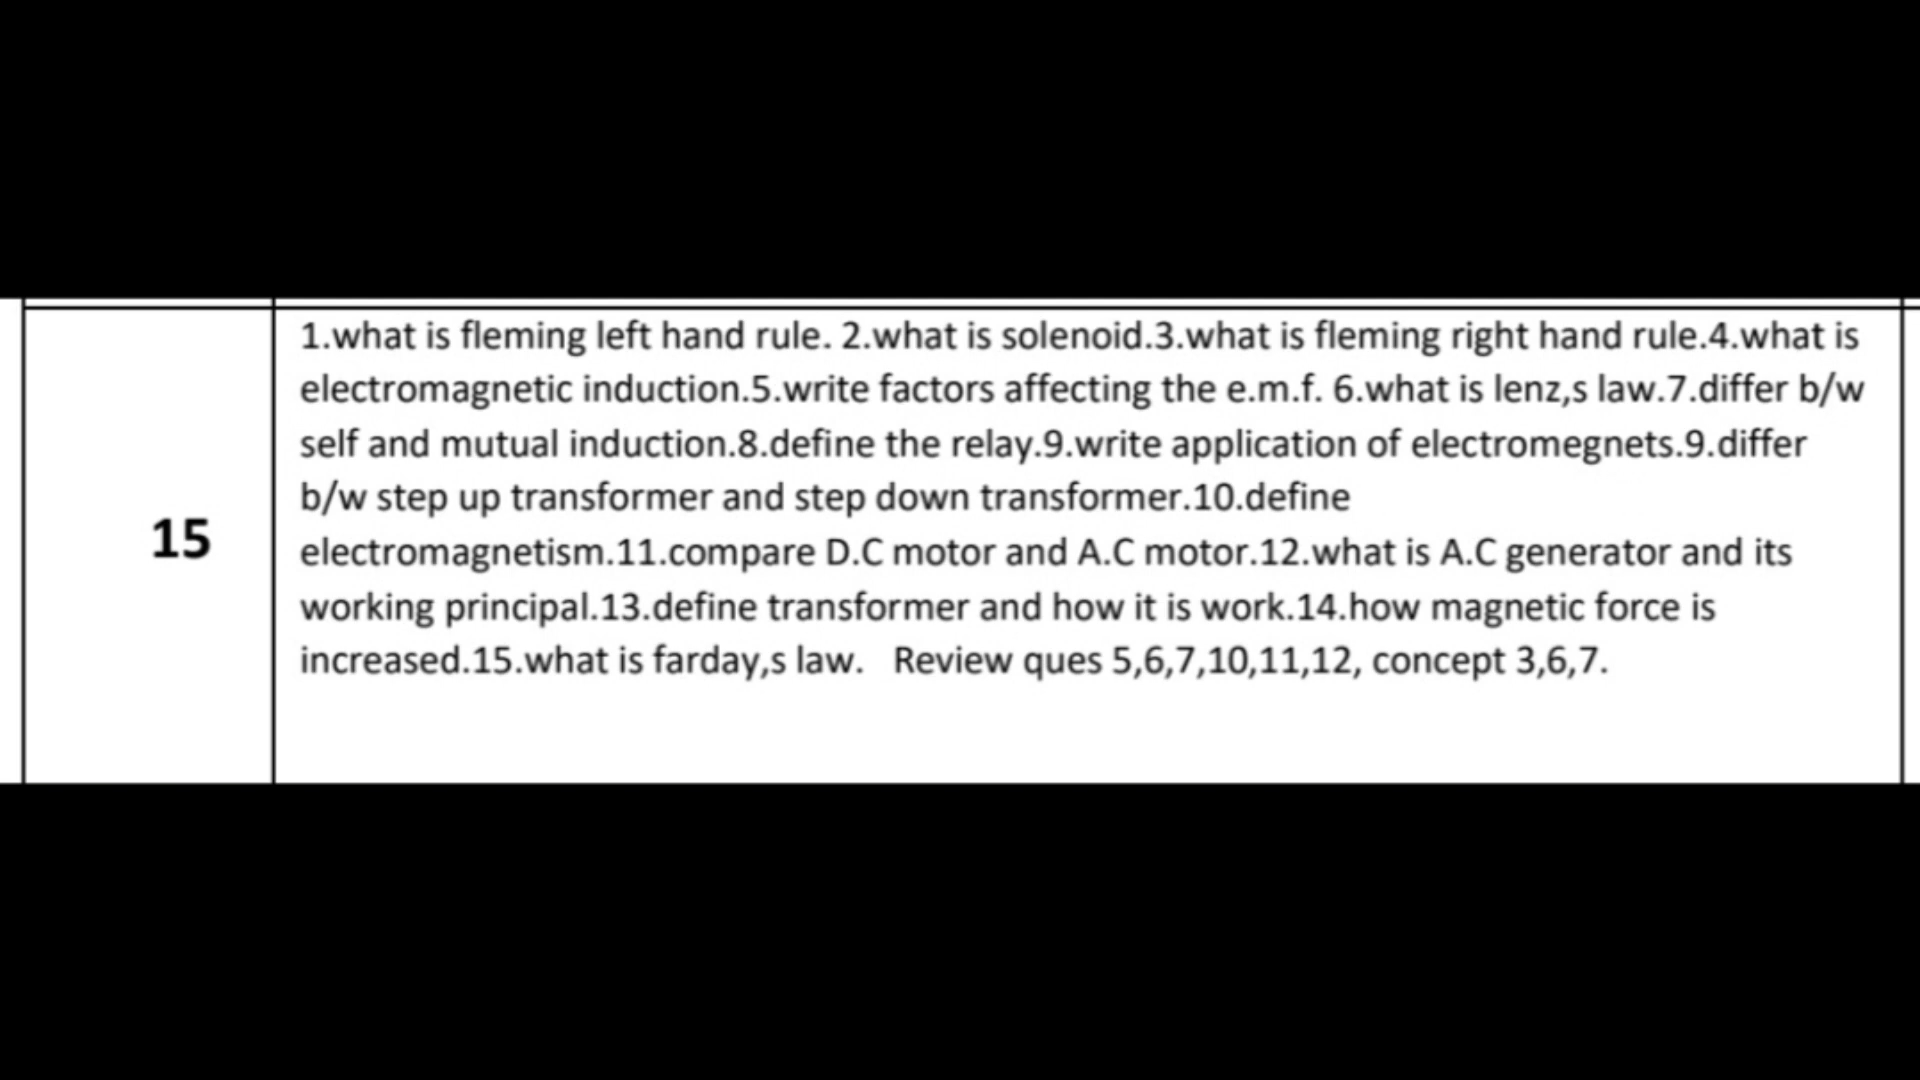 1.what is fleming left hand rule. 2.what is solenoid.3.what is fleming right hand rule.4.what is
electromagnetic induction.5.write factors affecting the e.m.f. 6.what is lenz,s law.7.differ b/w
self and mutual induction.8.define the relay.9.write application of electromegnets.9.differ
b/w step up transformer and step down transformer.10.define
15
electromagnetism.11.compare D.C motor and A.C motor.12.what is A.C generator and its
working principal.13.define transformer and how it is work.14.how magnetic force is
increased.15.what is farday,s law.   Review ques 5,6,7,10,11,12, concept 3,6,7.